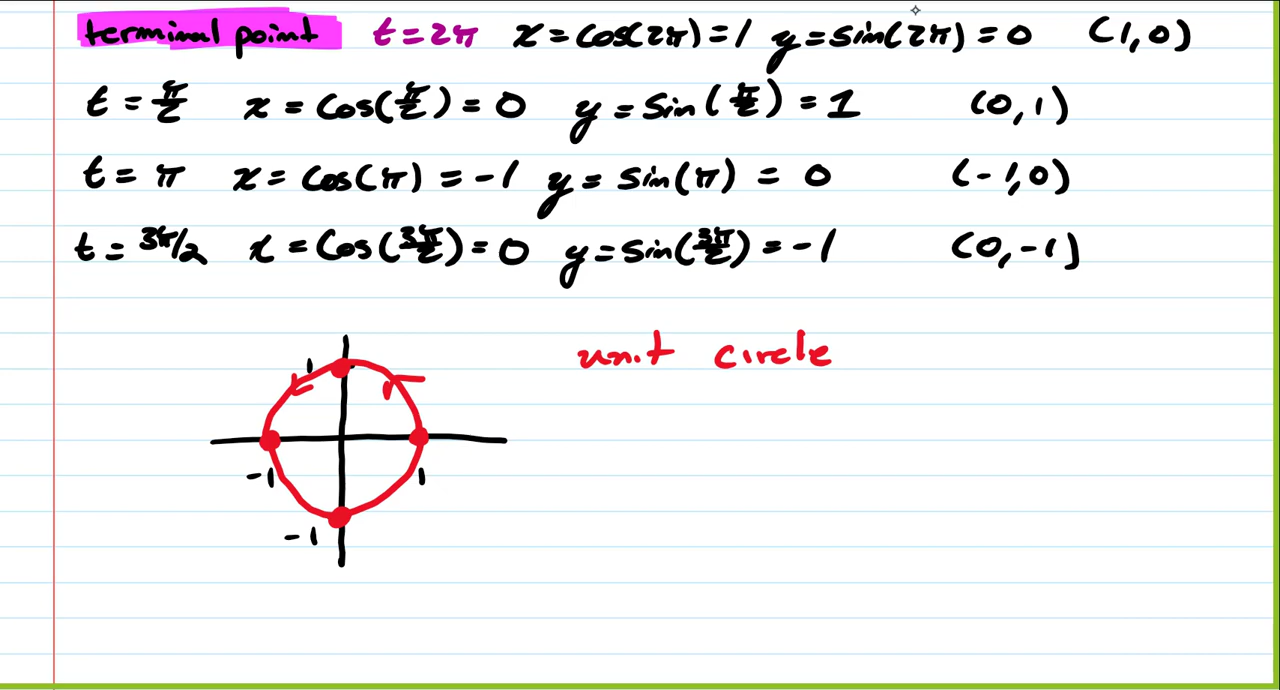 terminal point t=2π x=cos(2π)=1 y=sin(2π)=0 (1,0)
t=π/2 x=cos(π/2)=0 y=sin(π/2)=1 (0,1)
t=π x=cos(π)=-1 y=sin(π)=0 (-1,0)
t=3π/2 x=cos(3π/2)=0 y=sin(3π/2)=-1 (0,-1)
unit circle
1
-1 1
-1